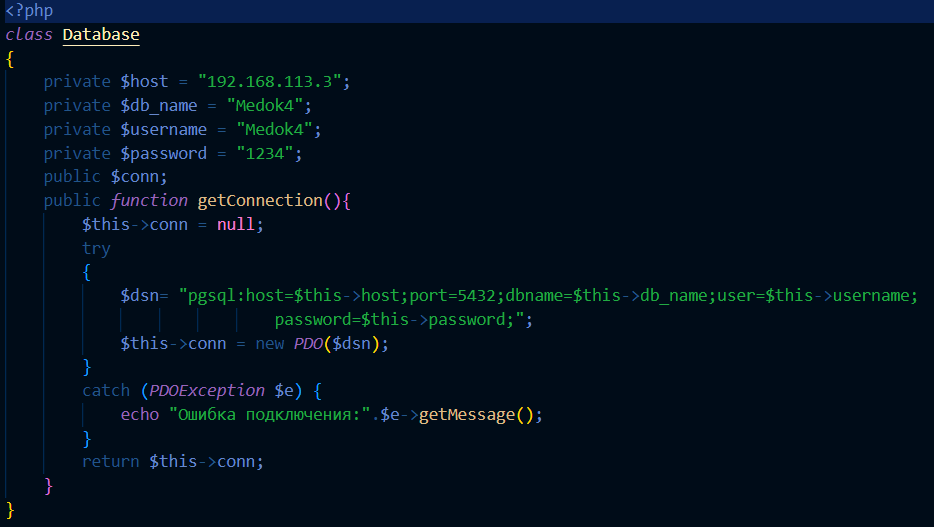 <?php
class Database
{
    private $host = "192.168.113.3";
    private $db_name = "Medok4";
    private $username = "Medok4";
    private $password = "1234";
    public $conn;
    public function getConnection(){
        $this->conn = null;
        try
        {
            $dsn= "pgsql:host=$this->host;port=5432;dbname=$this->db_name;user=$this->username;
                            password=$this->password;";
            $this->conn = new PDO($dsn);
        }
        catch (PDOException $e) {
            echo "Ошибка подключения:".$e->getMessage();
        }
        return $this->conn;
    }
}